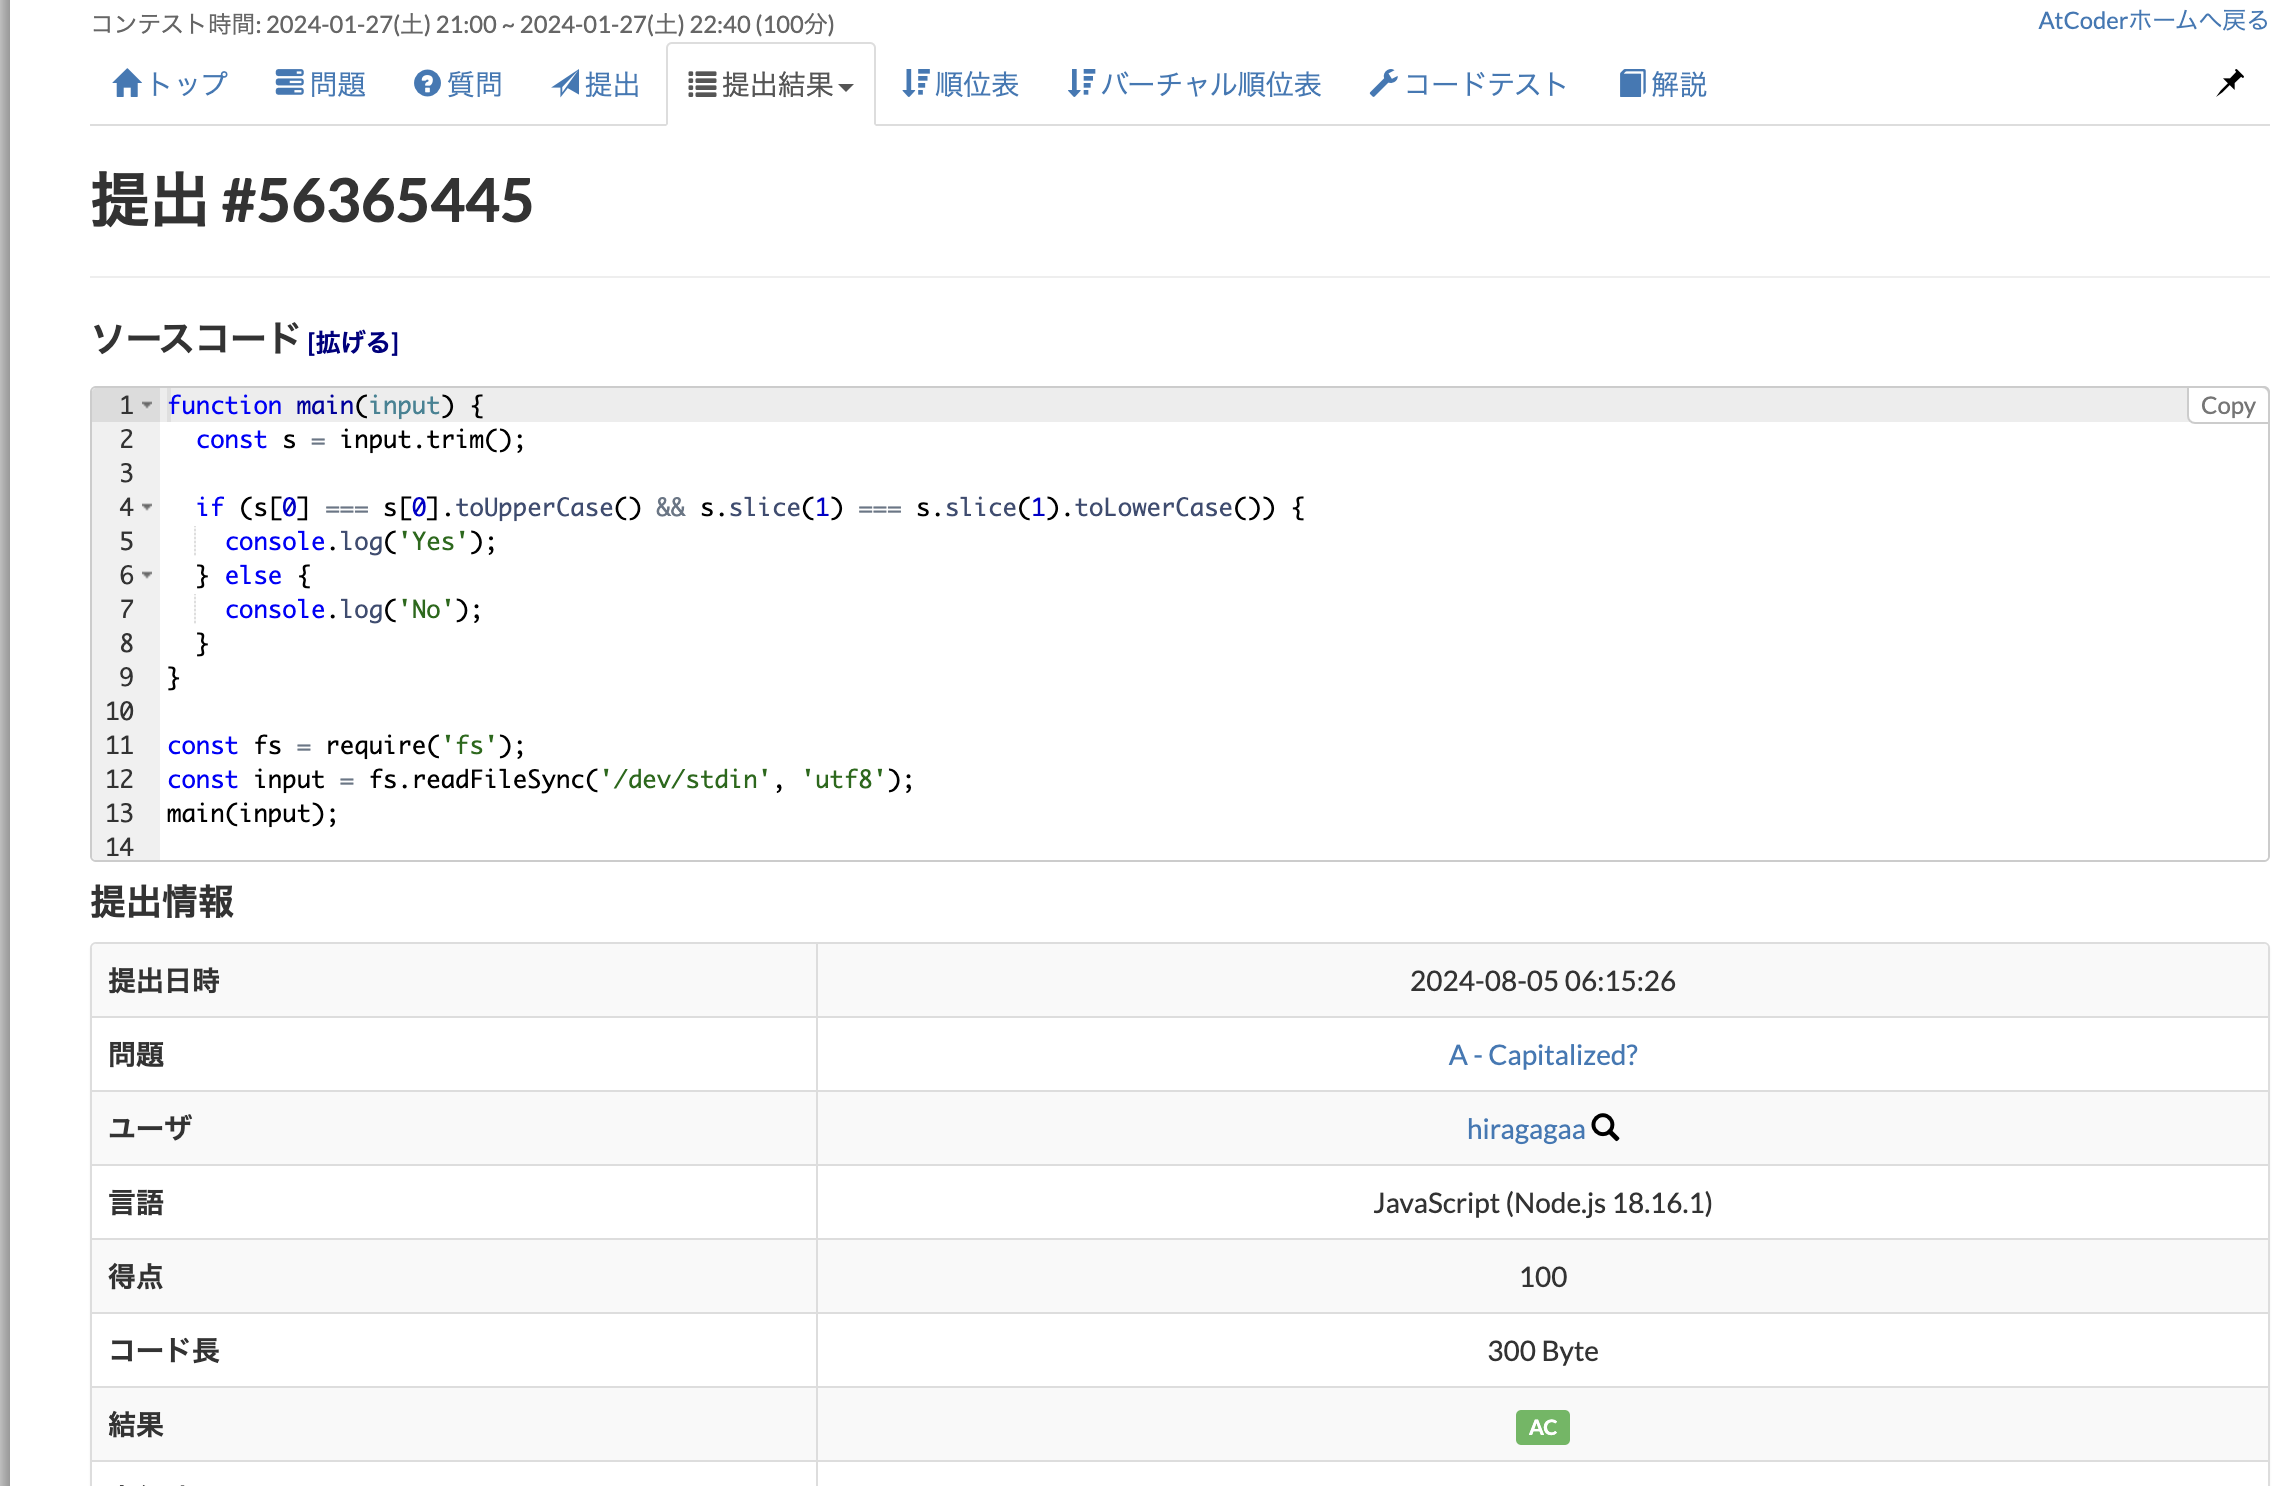 コンテスト時間: 2024-01-27(土) 21:00 ~ 2024-01-27(土) 22:40 (100分)
AtCoderホームへ戻る
トップ 問題 質問 提出 提出結果 順位表 バーチャル順位表 コードテスト 解説
提出 #56365445
ソースコード [拡げる]
Copy
1 function main(input) {
2   const s = input.trim();
3
4   if (s[0] === s[0].toUpperCase() && s.slice(1) === s.slice(1).toLowerCase()) {
5     console.log('Yes');
6   } else {
7     console.log('No');
8   }
9 }
10
11 const fs = require('fs');
12 const input = fs.readFileSync('/dev/stdin', 'utf8');
13 main(input);
14
提出情報
提出日時 2024-08-05 06:15:26
問題 A - Capitalized?
ユーザ hiragagaa
言語 JavaScript (Node.js 18.16.1)
得点 100
コード長 300 Byte
結果 AC